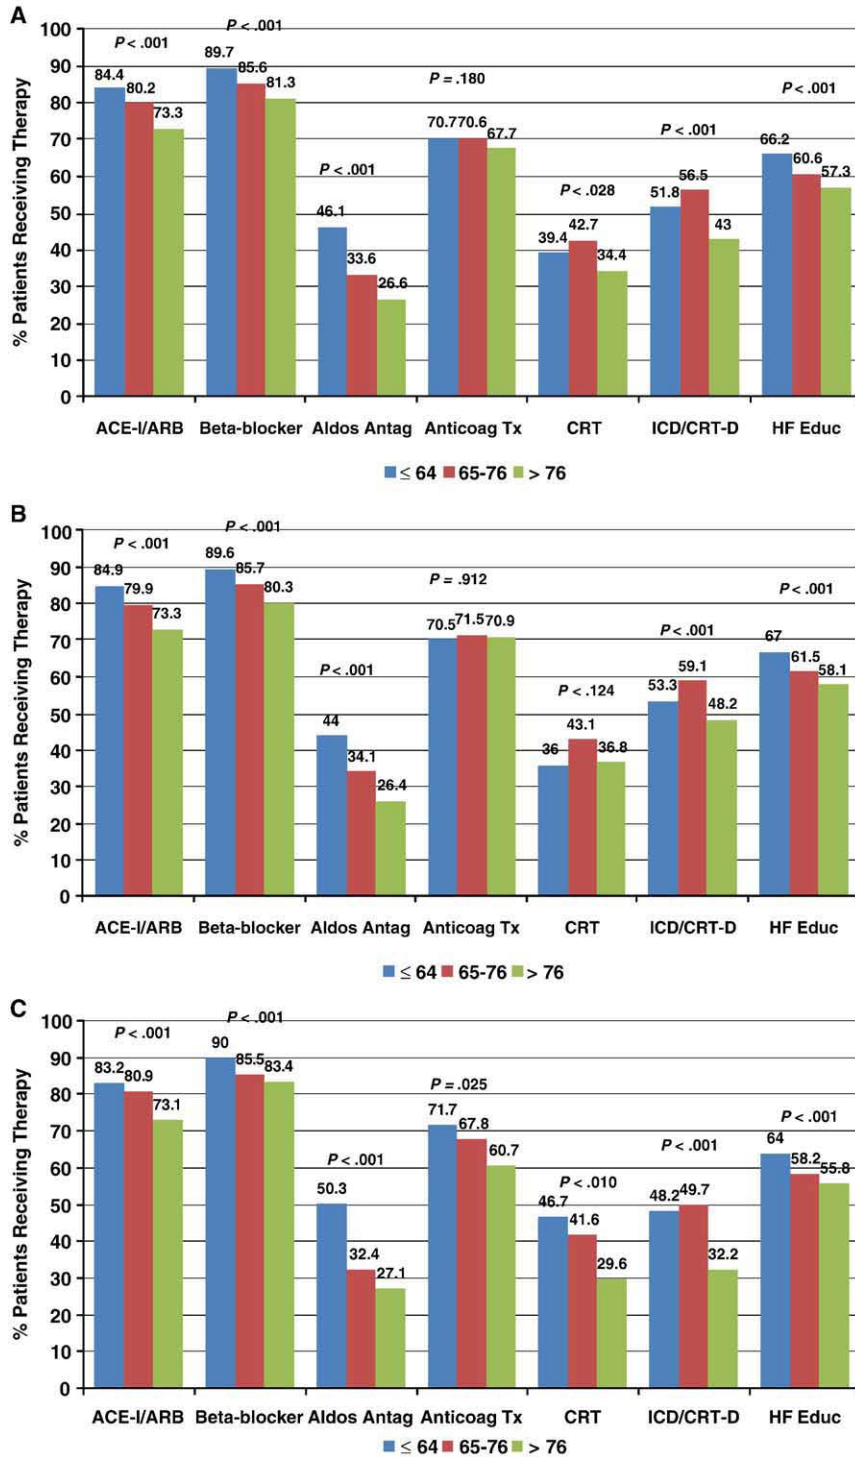 A
% Patients Receiving Therapy
100
90
80
70
60
50
40
30
20
10
0
P < .001
84.4
80.2
73.3
P < .001
89.7
85.6
81.3
P < .001
46.1
33.6
26.6
P = .180
70.7 70.6
67.7
P < .028
39.4
42.7
34.4
P < .001
51.8
56.5
43
P < .001
66.2
60.6
57.3
ACE-I/ARB Beta-blocker Aldos Antag Anticoag Tx CRT ICD/CRT-D HF Educ
≤ 64 65-76 > 76
B
% Patients Receiving Therapy
100
90
80
70
60
50
40
30
20
10
0
P < .001
84.9
79.9
73.3
P < .001
89.6
85.7
80.3
P < .001
44
34.1
26.4
P = .912
70.5 71.5 70.9
P < .124
36
43.1
36.8
P < .001
53.3
59.1
48.2
P < .001
67
61.5
58.1
ACE-I/ARB Beta-blocker Aldos Antag Anticoag Tx CRT ICD/CRT-D HF Educ
≤ 64 65-76 > 76
C
% Patients Receiving Therapy
100
90
80
70
60
50
40
30
20
10
0
P < .001
83.2
80.9
73.1
P < .001
90
85.5
83.4
P < .001
50.3
32.4
27.1
P = .025
71.7
67.8
60.7
P < .010
46.7
41.6
29.6
P < .001
48.2 49.7
32.2
P < .001
64
58.2
55.8
ACE-I/ARB Beta-blocker Aldos Antag Anticoag Tx CRT ICD/CRT-D HF Educ
≤ 64 65-76 > 76